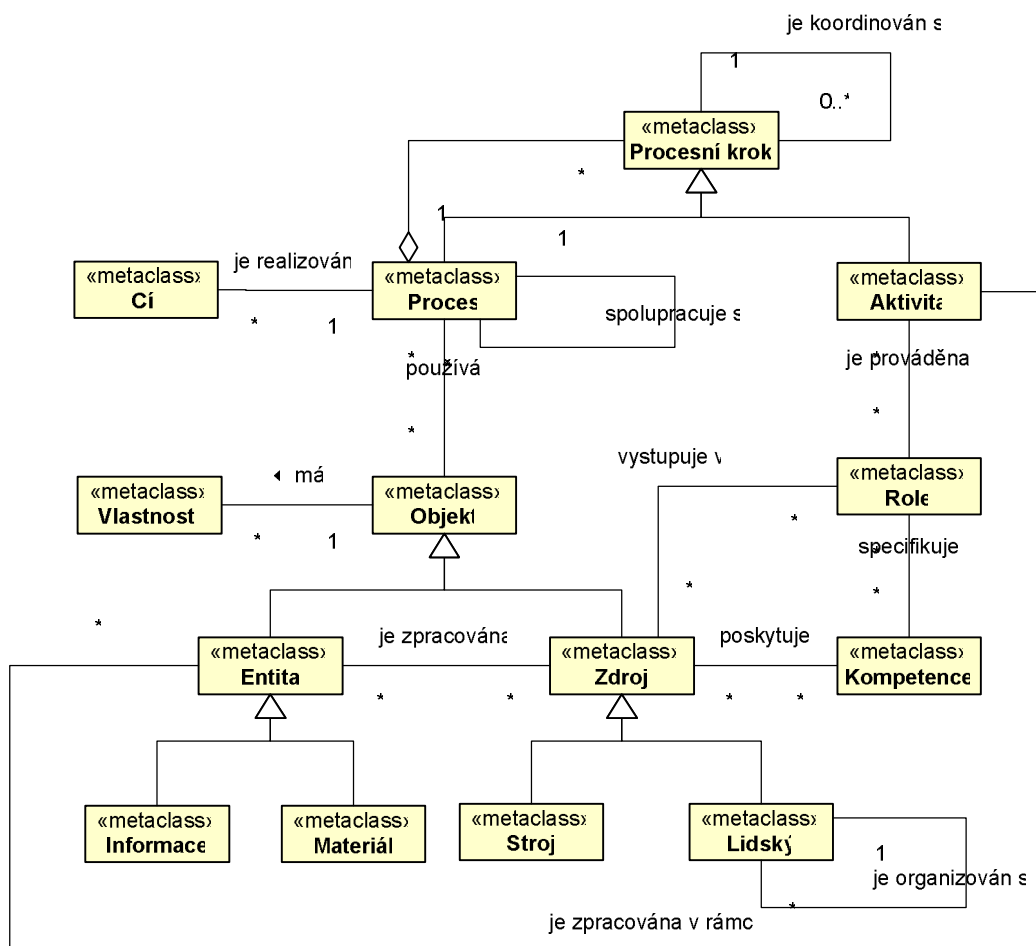 je koordinován s
1
0..*
«metaclass»
Procesní krok
*
1
1
je realizován
«metaclass»
Cí
«metaclass»
Proces
«metaclass»
Aktivita
*
1
spolupracuje s
*
*
používá
je prováděna
*
*
*
vystupuje v
má
«metaclass»
Vlastnost
«metaclass»
Objekt
«metaclass»
Role
*
*
1
specifikuje
*
*
*
*
je zpracována
poskytuje
«metaclass»
Entita
«metaclass»
Zdroj
«metaclass»
Kompetence
*
*
*
*
«metaclass»
Informace
«metaclass»
Materiál
«metaclass»
Stroj
«metaclass»
Lidský
1
je organizován s
*
je zpracována v rámc